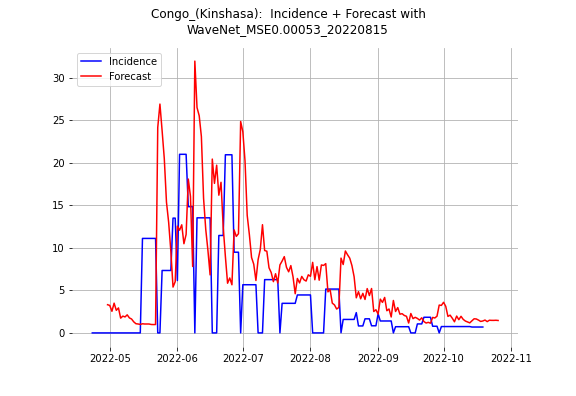 Congo_(Kinshasa):  Incidence + Forecast with
WaveNet_MSE0.00053_20220815
Incidence
Forecast
30
25
20
15
10
5
0
2022-05 2022-06 2022-07 2022-08 2022-09 2022-10 2022-11